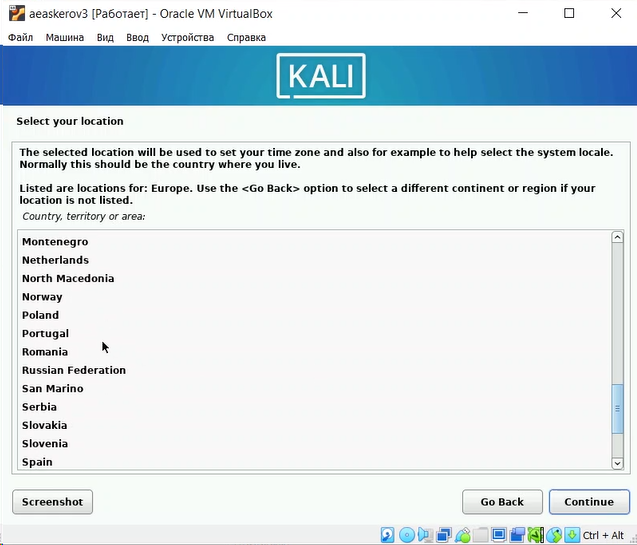 aeaskerov3 [Работает] - Oracle VM VirtualBox
Файл Машина Вид Ввод Устройства Справка
KALI
Select your location
The selected location will be used to set your time zone and also for example to help select the system locale.
Normally this should be the country where you live.
Listed are locations for: Europe. Use the <Go Back> option to select a different continent or region if your
location is not listed.
Country, territory or area:
Montenegro
Netherlands
North Macedonia
Norway
Poland
Portugal
Romania
Russian Federation
San Marino
Serbia
Slovakia
Slovenia
Spain
Screenshot Go Back Continue
Ctrl + Alt